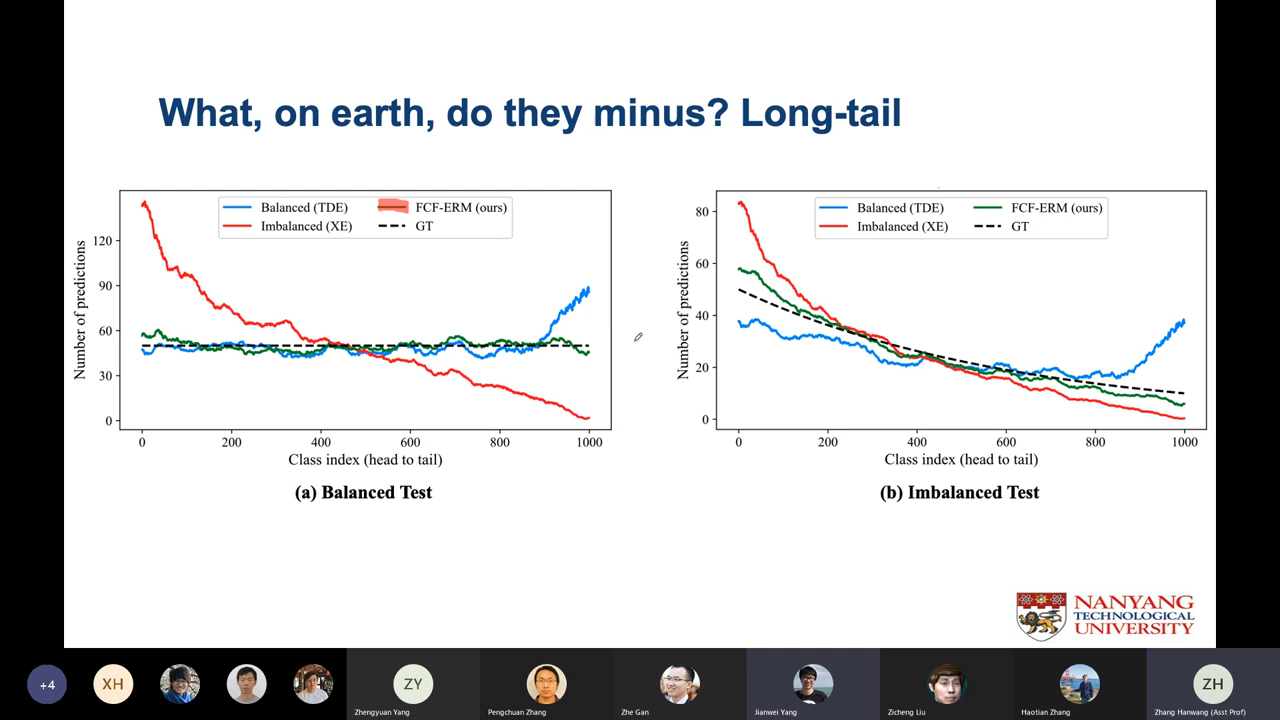 What, on earth, do they minus? Long-tail
Balanced (TDE)
FCF-ERM (ours)
Imbalanced (XE)
GT
Number of predictions
120
90
60
30
0
0
200
400
600
800
1000
Class index (head to tail)
(a) Balanced Test
Balanced (TDE)
FCF-ERM (ours)
Imbalanced (XE)
GT
Number of predictions
80
60
40
20
0
0
200
400
600
800
1000
Class index (head to tail)
(b) Imbalanced Test
NANYANG
TECHNOLOGICAL
UNIVERSITY
+4
XH
ZY
Zhengyuan Yang
Pengchuan Zhang
Zhe Gan
Jianwei Yang
Zicheng Liu
Haotian Zhang
ZH
Zhang Hanwang (Asst Prof)